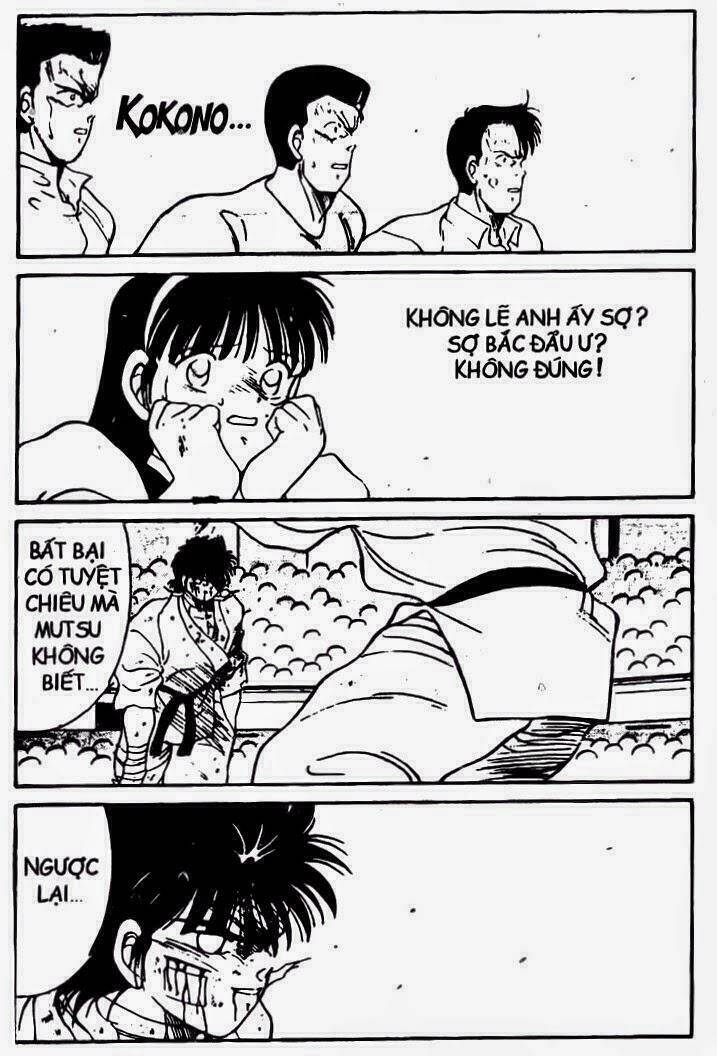 KOKONO...
KHÔNG LẼ ANH ẤY SỢ?
SỢ BẮC ĐẨU Ư?
KHÔNG ĐÚNG!
BẤT BẠI
CÓ TUYỆT
CHIÊU MÀ
MUTSU
KHÔNG
BIẾT...
NGƯỢC
LẠI...